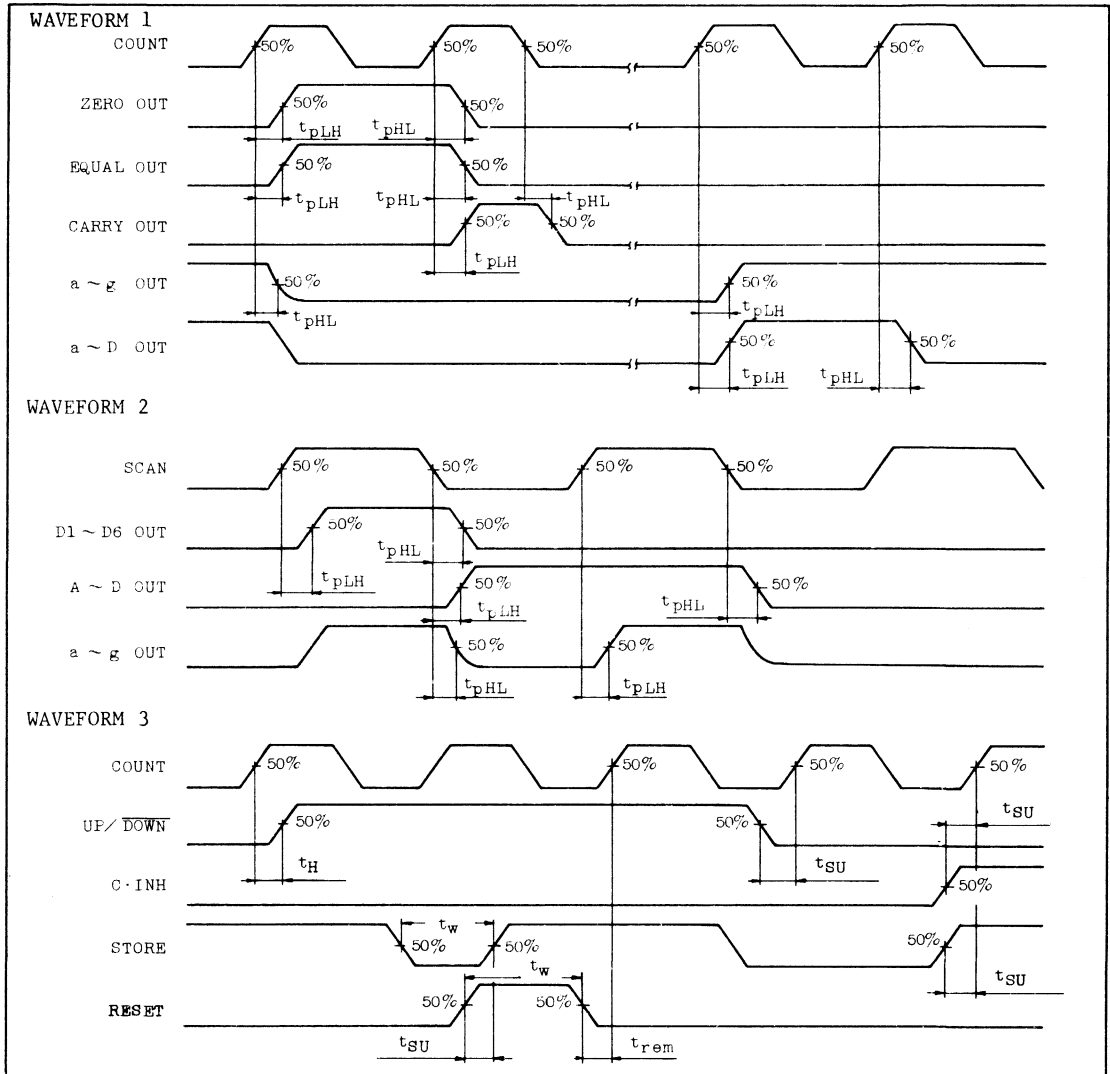 WAVEFORM 1
COUNT 50% 50% 50% 50% 50%
ZERO OUT 50% 50%
tpLH tpHL
EQUAL OUT 50% 50%
tpLH tpHL tpHL
CARRY OUT 50% 50%
tpLH
a ~ g OUT 50% 50%
tpHL tpLH
a ~ D OUT 50% 50%
tpLH tpHL
WAVEFORM 2
SCAN 50% 50% 50% 50%
D1 ~ D6 OUT 50% 50%
tpHL
tpLH
A ~ D OUT 50% 50%
tpLH tpHL
a ~ g OUT 50% 50%
tpHL tpLH
WAVEFORM 3
COUNT 50% 50% 50% 50%
tSU
UP/DOWN 50% 50%
tH tSU
C·INH 50%
tw
STORE 50% 50% 50%
tw tSU
RESET 50% 50%
tSU trem